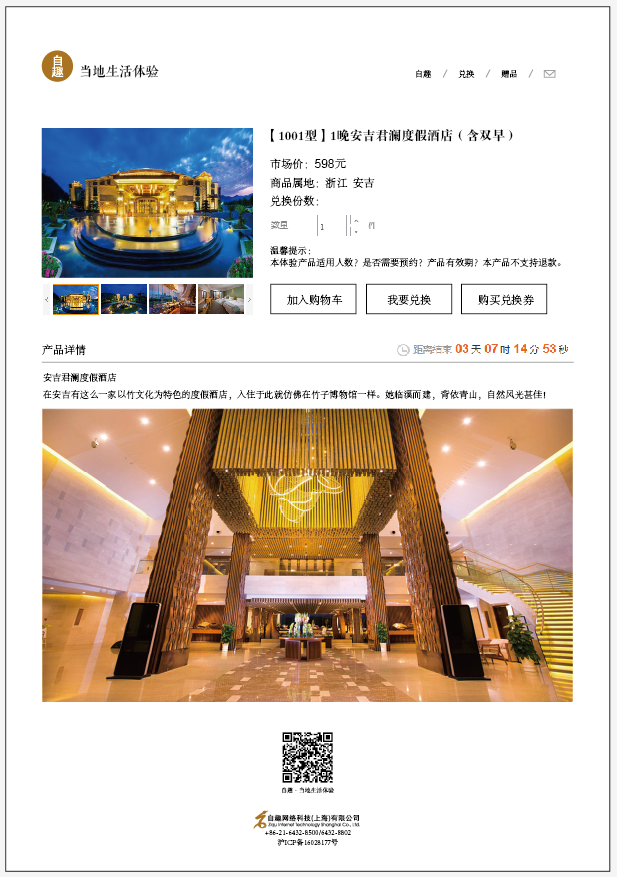 自趣
当地生活体验
自趣 / 兑换 / 赠品 /
【1001型】1晚安吉君澜度假酒店（含双早）
市场价：598元
商品属地：浙江 安吉
兑换份数：
数量 1 件
温馨提示：
本体验产品适用人数？是否需要预约？产品有效期？本产品不支持退款。
加入购物车 我要兑换 购买兑换券
产品详情
距离结束 03 天 07 时 14 分 53 秒
安吉君澜度假酒店
在安吉有这么一家以竹文化为特色的度假酒店，入住于此就仿佛在竹子博物馆一样。她临溪而建，背依青山，自然风光甚佳！
自趣·当地生活体验
自趣网络科技(上海)有限公司
Ziqu Internet Technology Shanghai Co., Ltd.
+86-21-6432-8500/6432-8802
沪ICP备16028177号